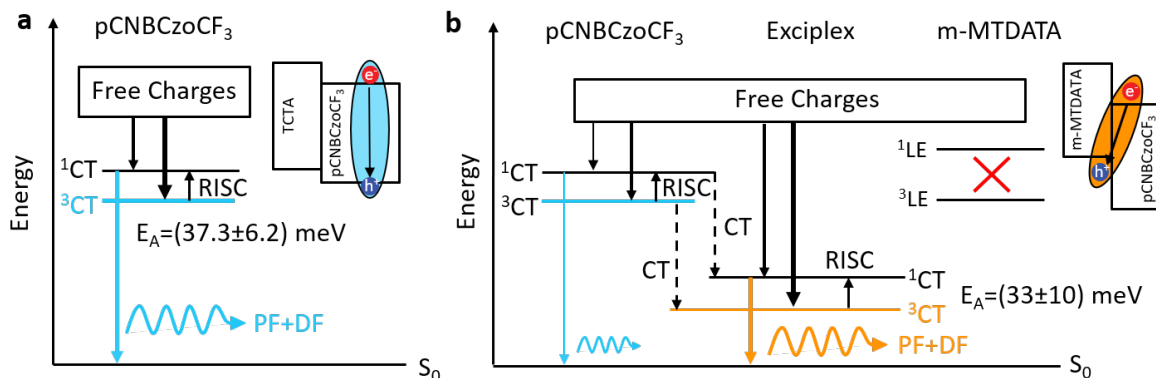 a
pCNBCzoCF₃
Free Charges
TCTA
pCNBCzoCF₃
e⁻
h⁺
Energy
¹CT
³CT
RISC
E_A=(37.3±6.2) meV
PF+DF
S₀
b
pCNBCzoCF₃ Exciplex m-MTDATA
Free Charges
m-MTDATA
pCNBCzoCF₃
e⁻
h⁺
Energy
¹CT
³CT
RISC
¹LE
³LE
CT
CT
RISC
¹CT
³CT
E_A=(33±10) meV
PF+DF
S₀